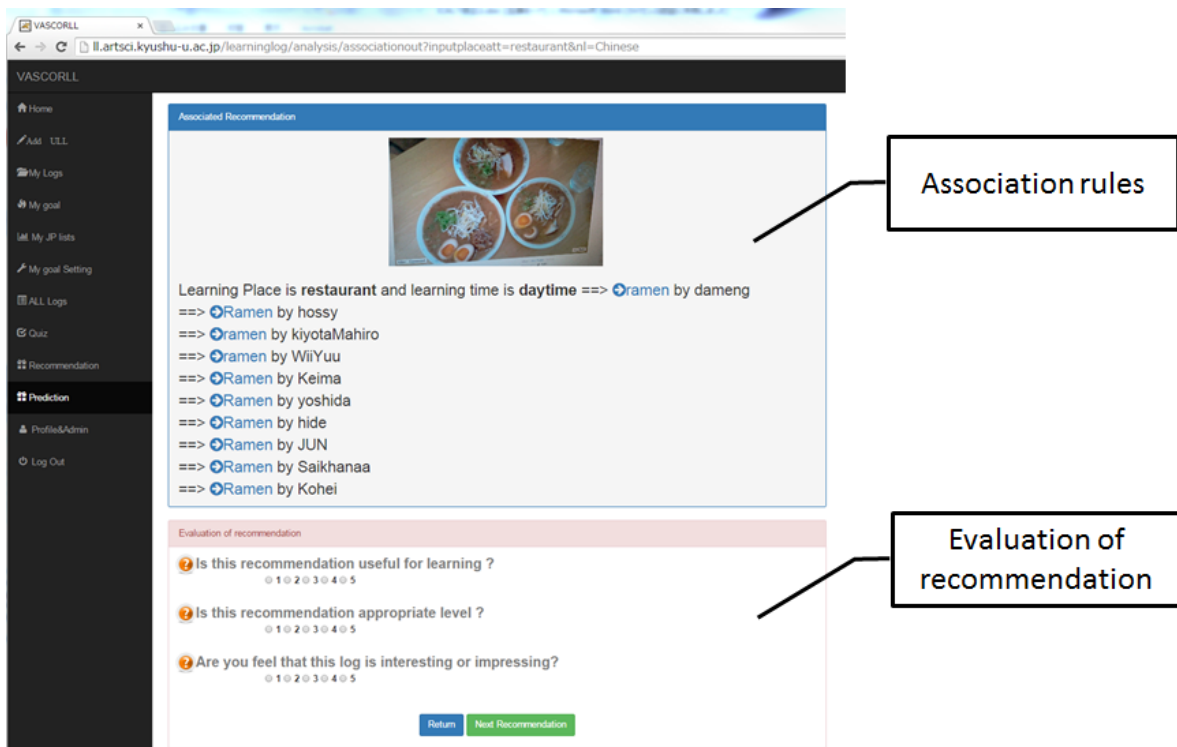 VASCORLL
ll.artsci.kyushu-u.ac.jp/learninglog/analysis/associationout?inputplaceatt=restaurant&nl=Chinese
VASCORLL
Home
Add ULL
My Logs
My goal
My JP lists
My goal Setting
ALL Logs
Quiz
Recommendation
Prediction
Profile&Admin
Log Out
Associated Recommendation
Learning Place is restaurant and learning time is daytime ==> ramen by dameng
==> Ramen by hossy
==> ramen by kiyotaMahiro
==> ramen by WiiYuu
==> Ramen by Keima
==> Ramen by yoshida
==> Ramen by hide
==> Ramen by JUN
==> Ramen by Saikhanaa
==> Ramen by Kohei
Evaluation of recommendation
Is this recommendation useful for learning ?
1 2 3 4 5
Is this recommendation appropriate level ?
1 2 3 4 5
Are you feel that this log is interesting or impressing?
1 2 3 4 5
Return
Next Recommendation
Association rules
Evaluation of
recommendation